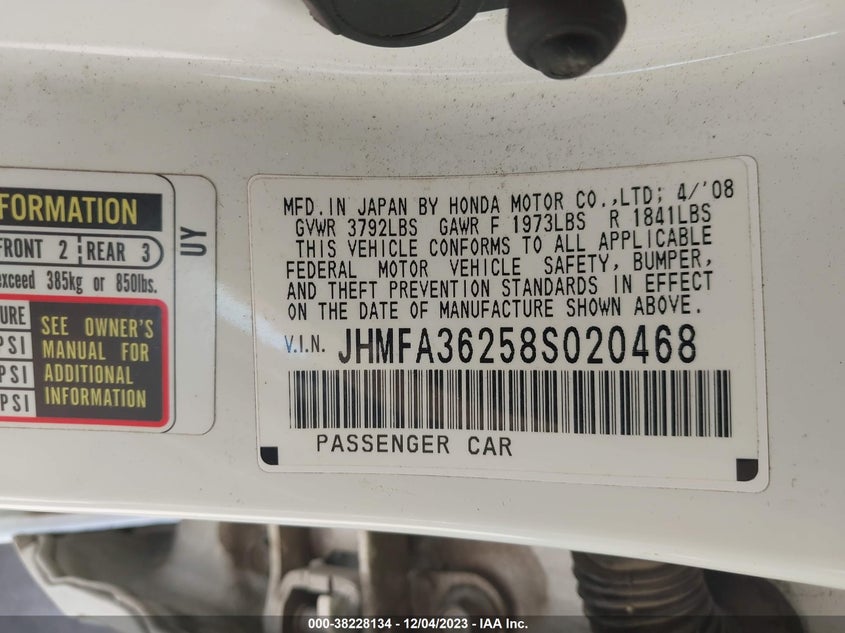 FORMATION
FRONT 2 REAR 3
exceed 385kg or 850lbs.
URE
PSI
PSI
PSI
SEE OWNER'S
MANUAL FOR
ADDITIONAL
INFORMATION
UY
MFD. IN JAPAN BY HONDA MOTOR CO.,LTD; 4/'08
GVWR 3792LBS GAWR F 1973LBS R 1841LBS
THIS VEHICLE CONFORMS TO ALL APPLICABLE
FEDERAL MOTOR VEHICLE SAFETY, BUMPER,
AND THEFT PREVENTION STANDARDS IN EFFECT
ON THE DATE OF MANUFACTURE SHOWN ABOVE.
V.I.N. JHMFA36258S020468
PASSENGER CAR
000-38228134 - 12/04/2023 - IAA Inc.